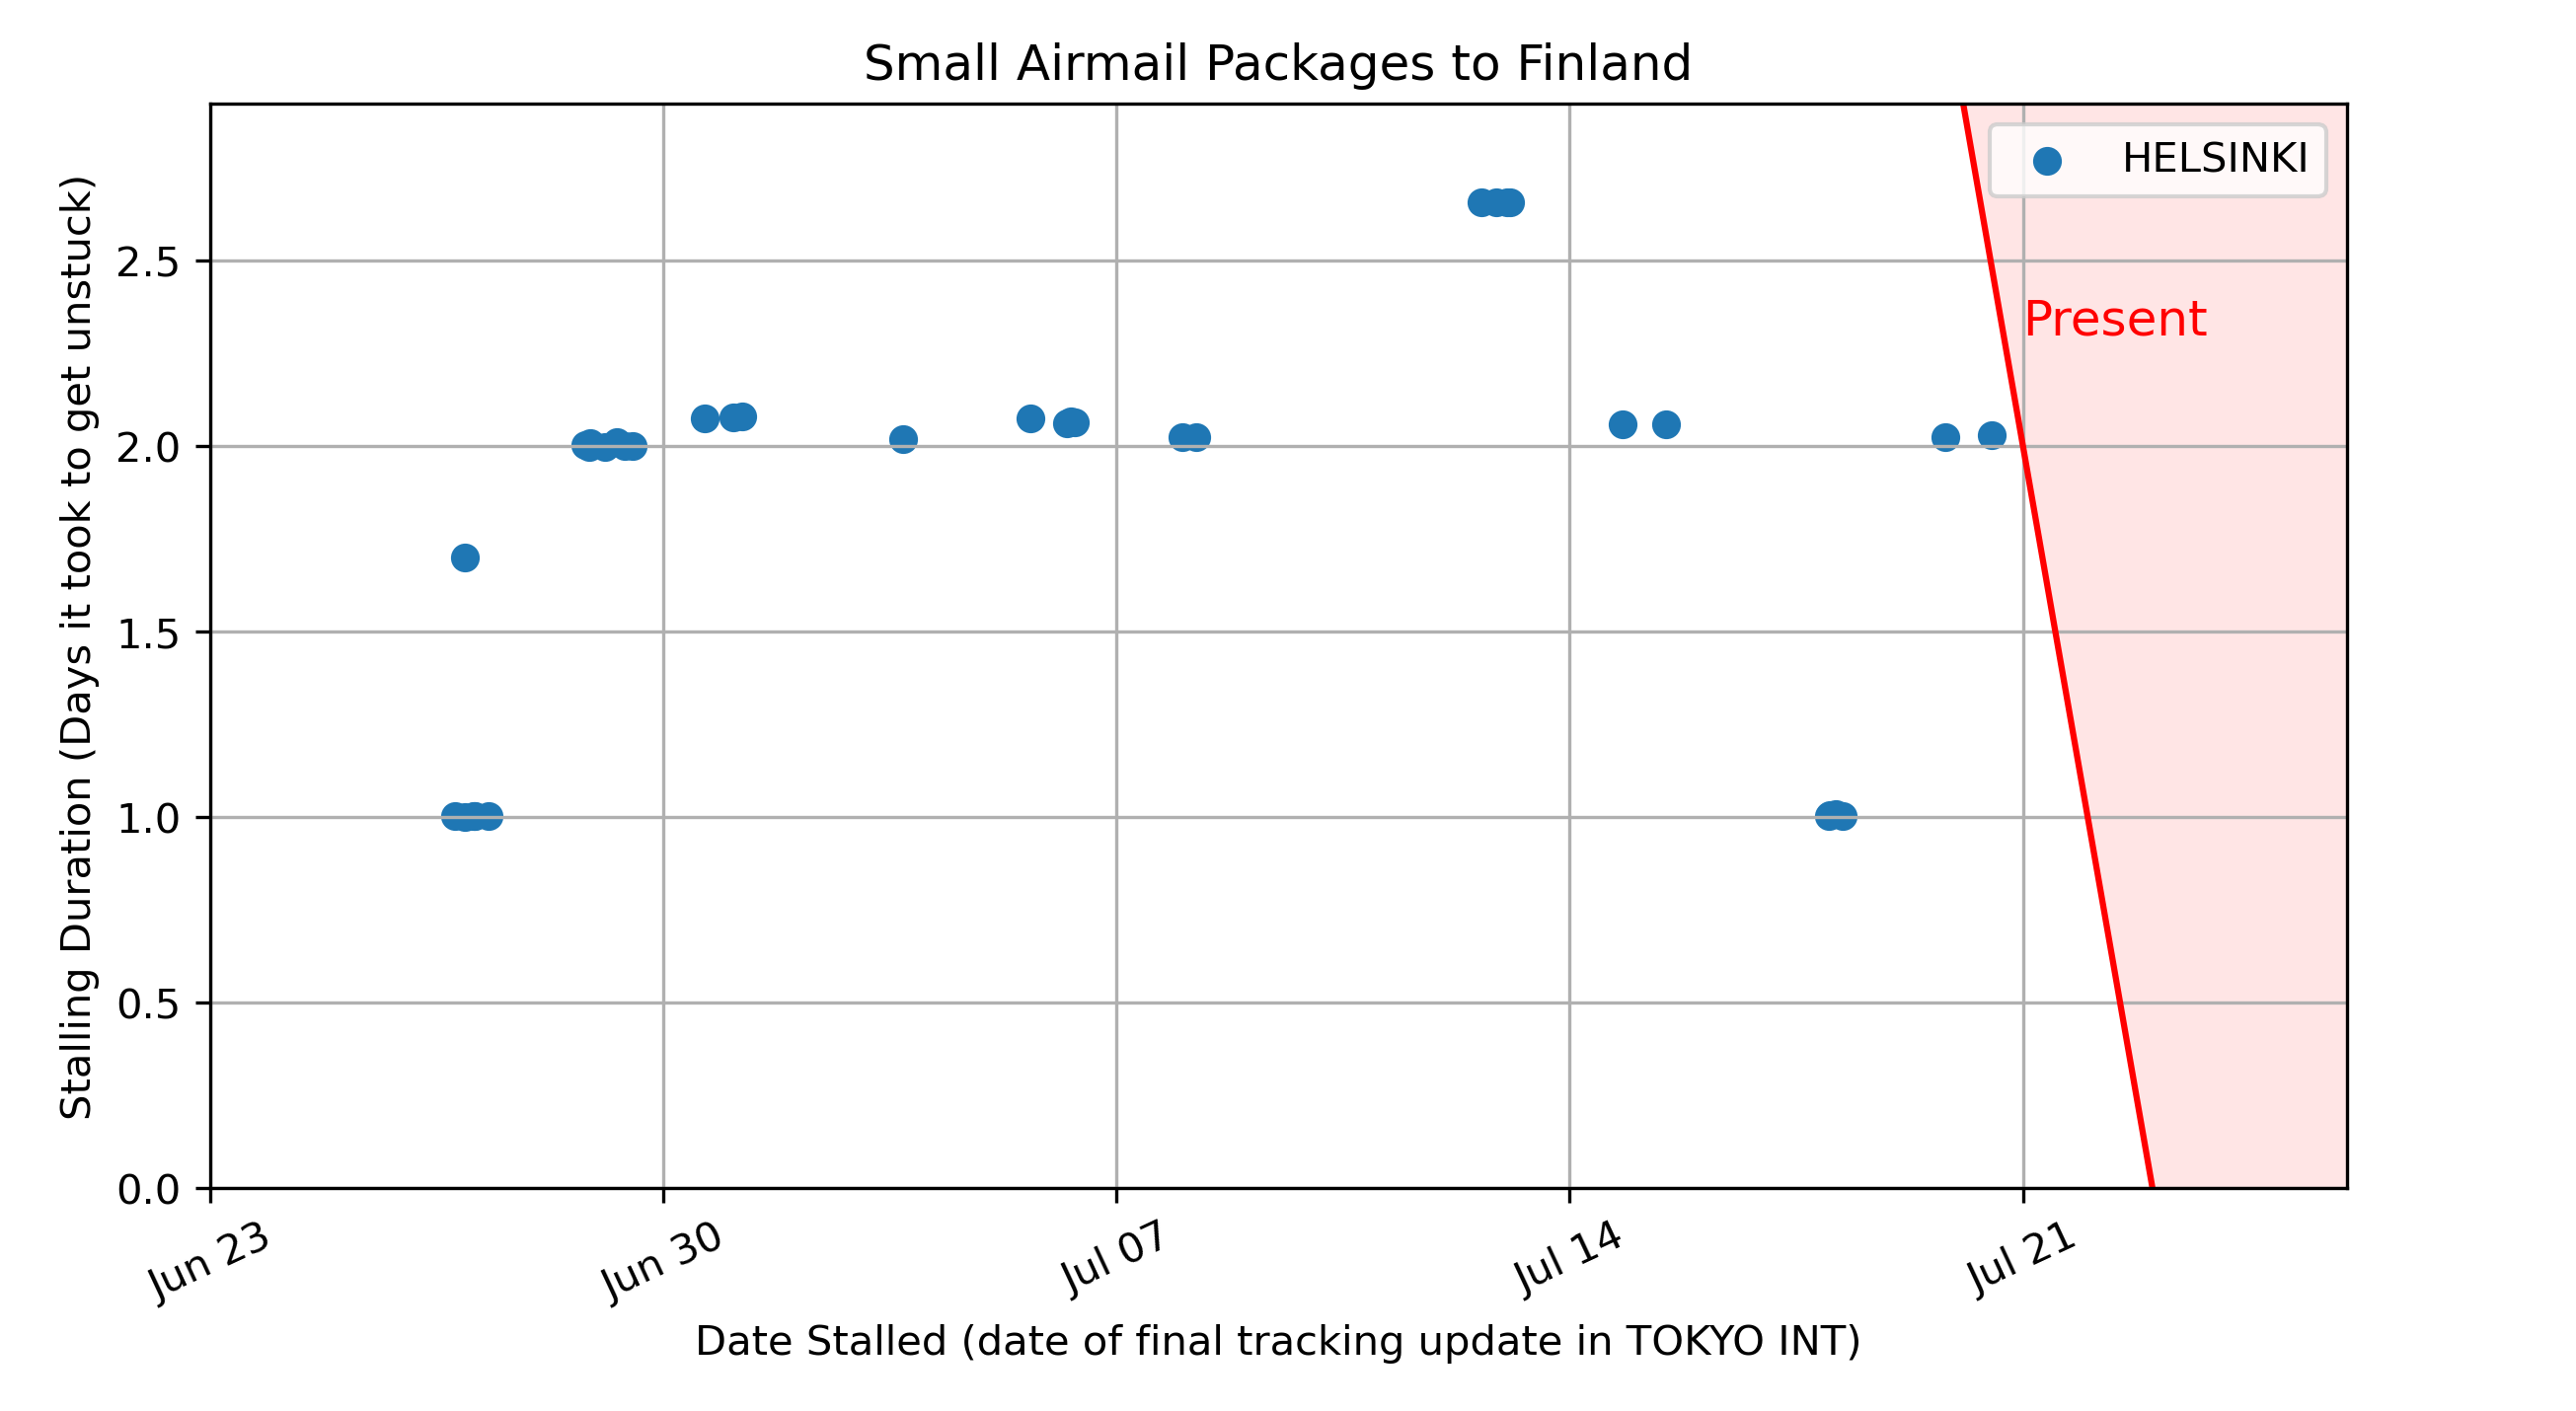 Small Airmail Packages to Finland
HELSINKI
Present
Stalling Duration (Days it took to get unstuck)
2.5
2.0
1.5
1.0
0.5
0.0
Jun 23
Jun 30
Jul 07
Jul 14
Jul 21
Date Stalled (date of final tracking update in TOKYO INT)